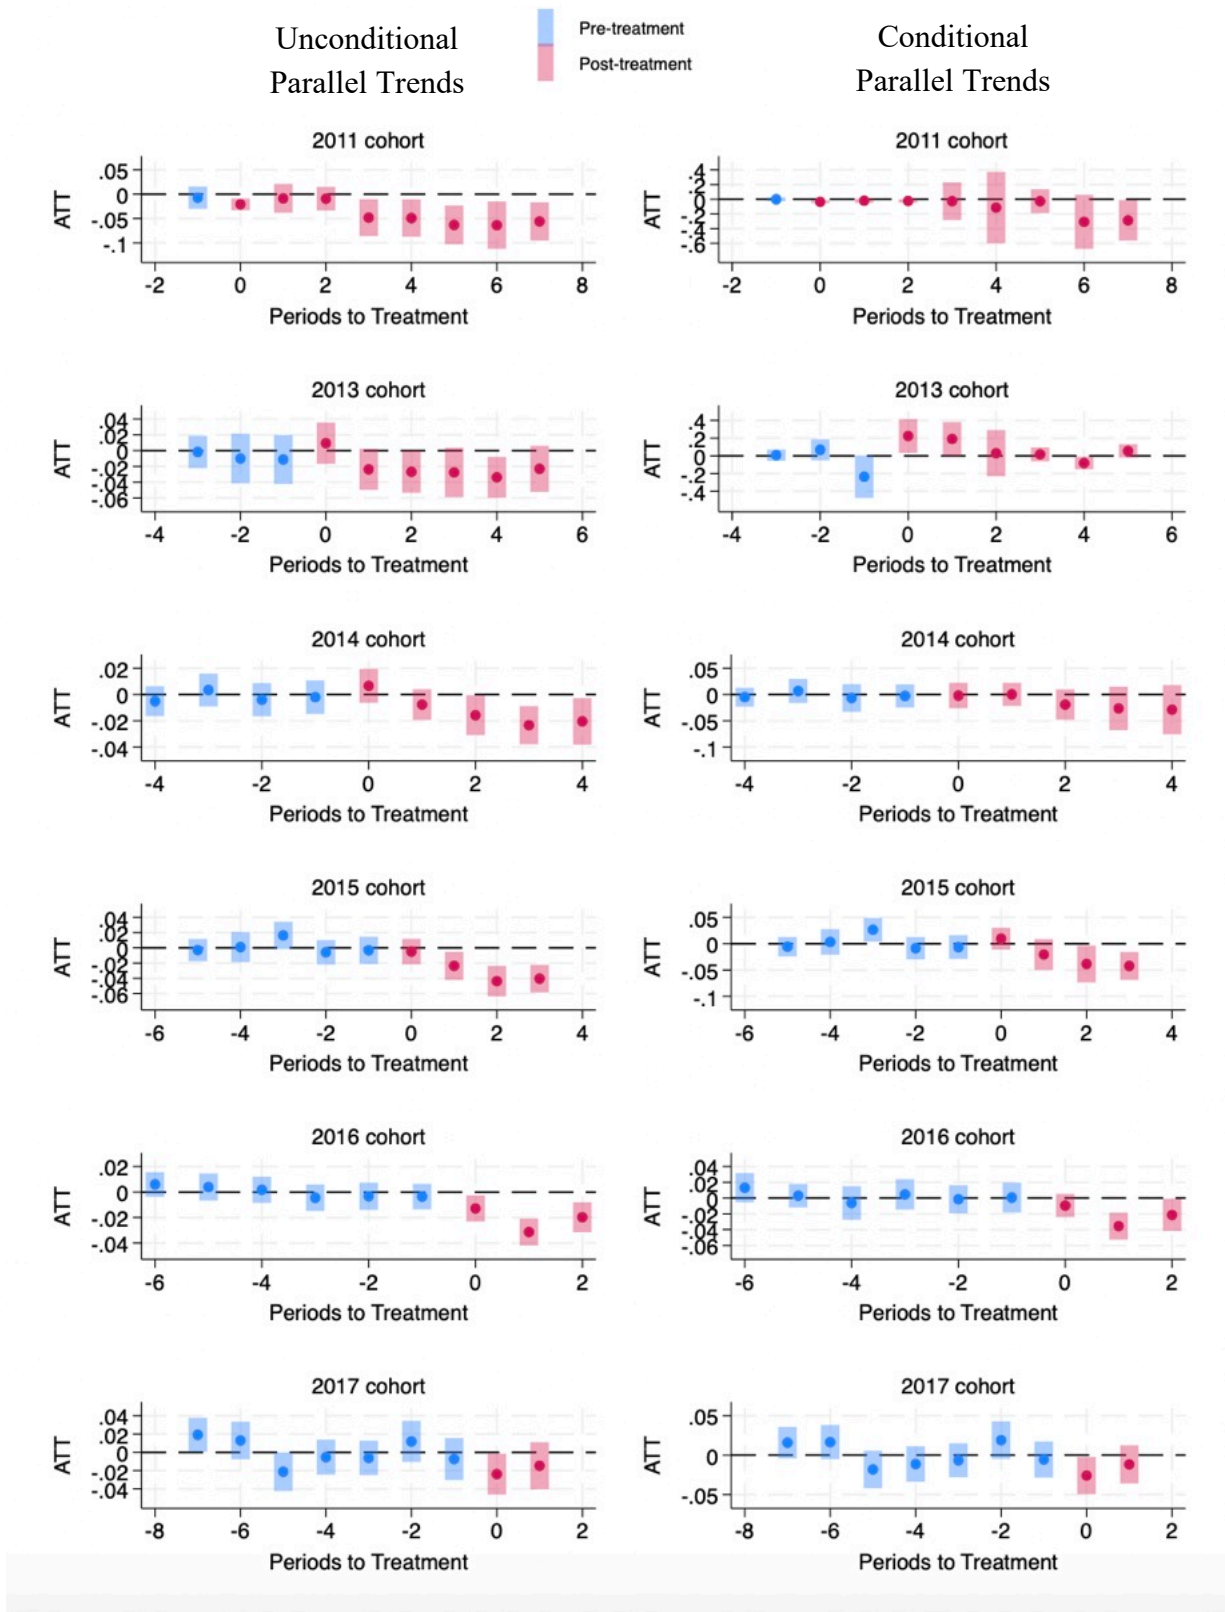 Unconditional
Parallel Trends
Pre-treatment
Post-treatment
Conditional
Parallel Trends
2011 cohort
ATT
.05
0
-.05
-.1
-2 0 2 4 6 8
Periods to Treatment
2011 cohort
ATT
.4
.2
0
-.2
-.4
-.6
-2 0 2 4 6 8
Periods to Treatment
2013 cohort
ATT
.04
.02
0
-.02
-.04
-.06
-4 -2 0 2 4 6
Periods to Treatment
2013 cohort
ATT
.4
.2
0
-.2
-.4
-4 -2 0 2 4 6
Periods to Treatment
2014 cohort
ATT
.02
0
-.02
-.04
-4 -2 0 2 4
Periods to Treatment
2014 cohort
ATT
.05
0
-.05
-.1
-4 -2 0 2 4
Periods to Treatment
2015 cohort
ATT
.04
.02
0
-.02
-.04
-.06
-6 -4 -2 0 2 4
Periods to Treatment
2015 cohort
ATT
.05
0
-.05
-.1
-6 -4 -2 0 2 4
Periods to Treatment
2016 cohort
ATT
.02
0
-.02
-.04
-6 -4 -2 0 2
Periods to Treatment
2016 cohort
ATT
.04
.02
0
-.02
-.04
-.06
-6 -4 -2 0 2
Periods to Treatment
2017 cohort
ATT
.04
.02
0
-.02
-.04
-8 -6 -4 -2 0 2
Periods to Treatment
2017 cohort
ATT
.05
0
-.05
-8 -6 -4 -2 0 2
Periods to Treatment